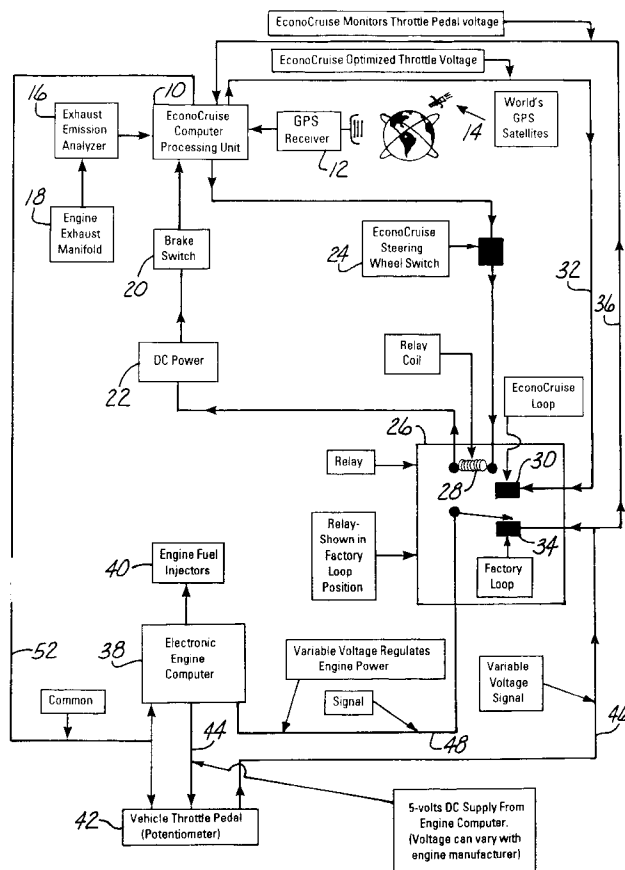 EconoCruise Monitors Throttle Pedal voltage
EconoCruise Optimized Throttle Voltage
16
10
Exhaust
Emission
Analyzer
EconoCruise
Computer
Processing Unit
GPS
Receiver
12
14
World's
GPS
Satellites
18
Engine
Exhaust
Manifold
Brake
Switch
20
EconoCruise
Steering
Wheel Switch
24
32
36
DC Power
22
Relay
Coil
EconoCruise
Loop
26
Relay
28
30
Relay-
Shown in
Factory
Loop
Position
34
Factory
Loop
Engine Fuel
Injectors
40
Electronic
Engine
Computer
38
52
Variable Voltage Regulates
Engine Power
Variable
Voltage
Signal
Common
Signal
44
48
46
42
Vehicle Throttle Pedal
(Potentiometer)
5-volts DC Supply From
Engine Computer.
(Voltage can vary with
engine manufacturer)